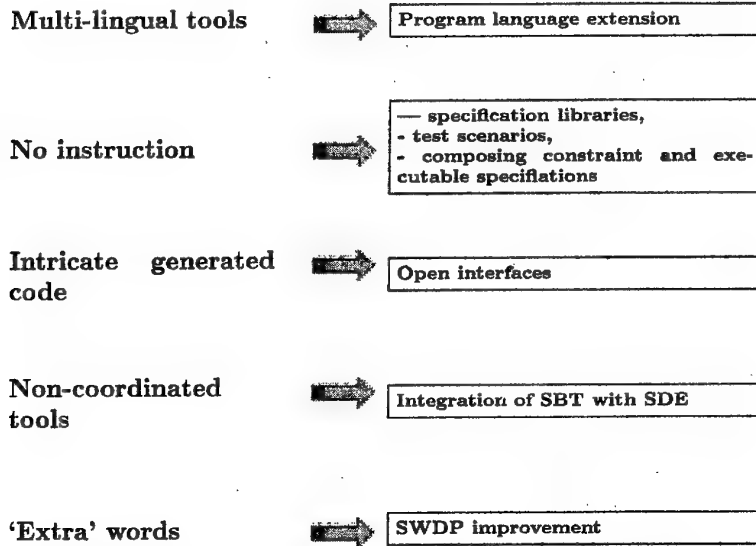 Multi-lingual tools
Program language extension
No instruction
— specification libraries,
- test scenarios,
- composing constraint and exe-
cutable speciflations
Intricate generated
code
Open interfaces
Non-coordinated
tools
Integration of SBT with SDE
'Extra' words
SWDP improvement